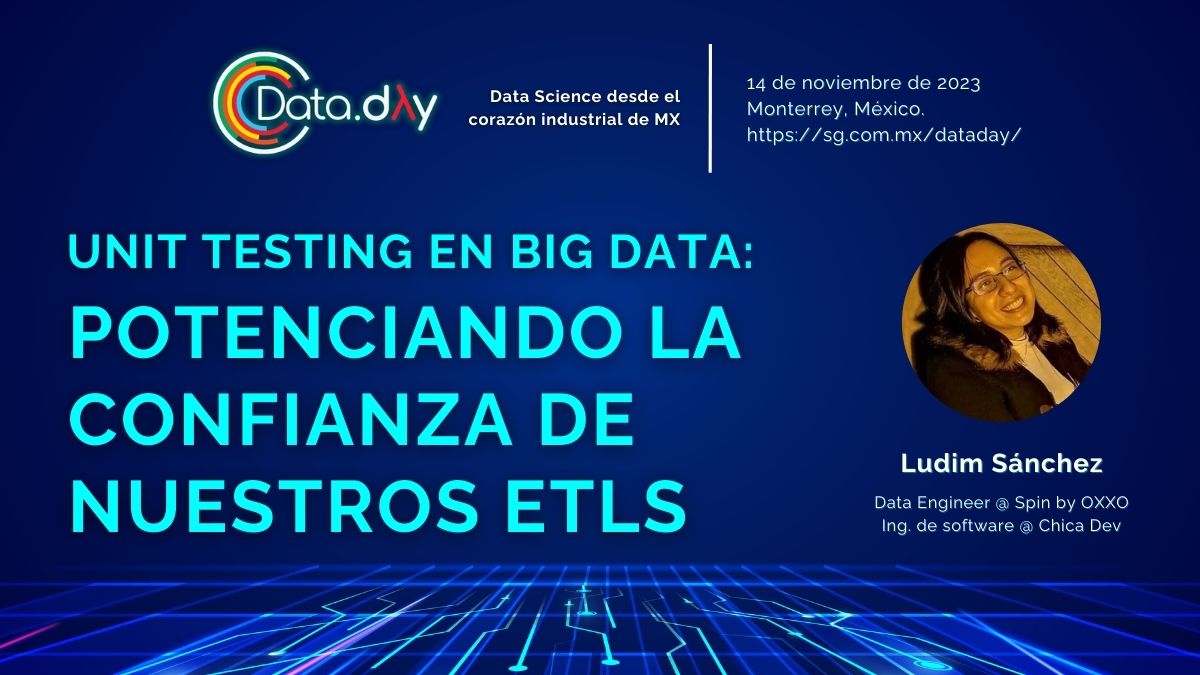 Data.day
Data Science desde el
corazón industrial de MX
14 de noviembre de 2023
Monterrey, México.
https://sg.com.mx/dataday/
UNIT TESTING EN BIG DATA:
POTENCIANDO LA
CONFIANZA DE
NUESTROS ETLS
Ludim Sánchez
Data Engineer @ Spin by OXXO
Ing. de software @ Chica Dev